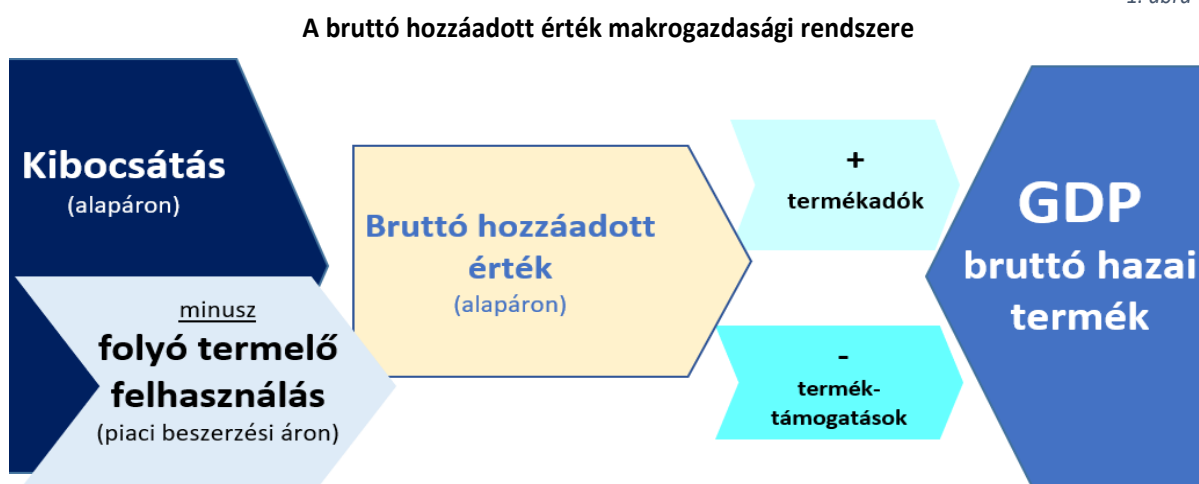 1. ábra
A bruttó hozzáadott érték makrogazdasági rendszere
Kibocsátás
(alapáron)
minusz
folyó termelő
felhasználás
(piaci beszerzési áron)
Bruttó hozzáadott
érték
(alapáron)
+
termékadók
-
termék-
támogatások
GDP
bruttó hazai
termék